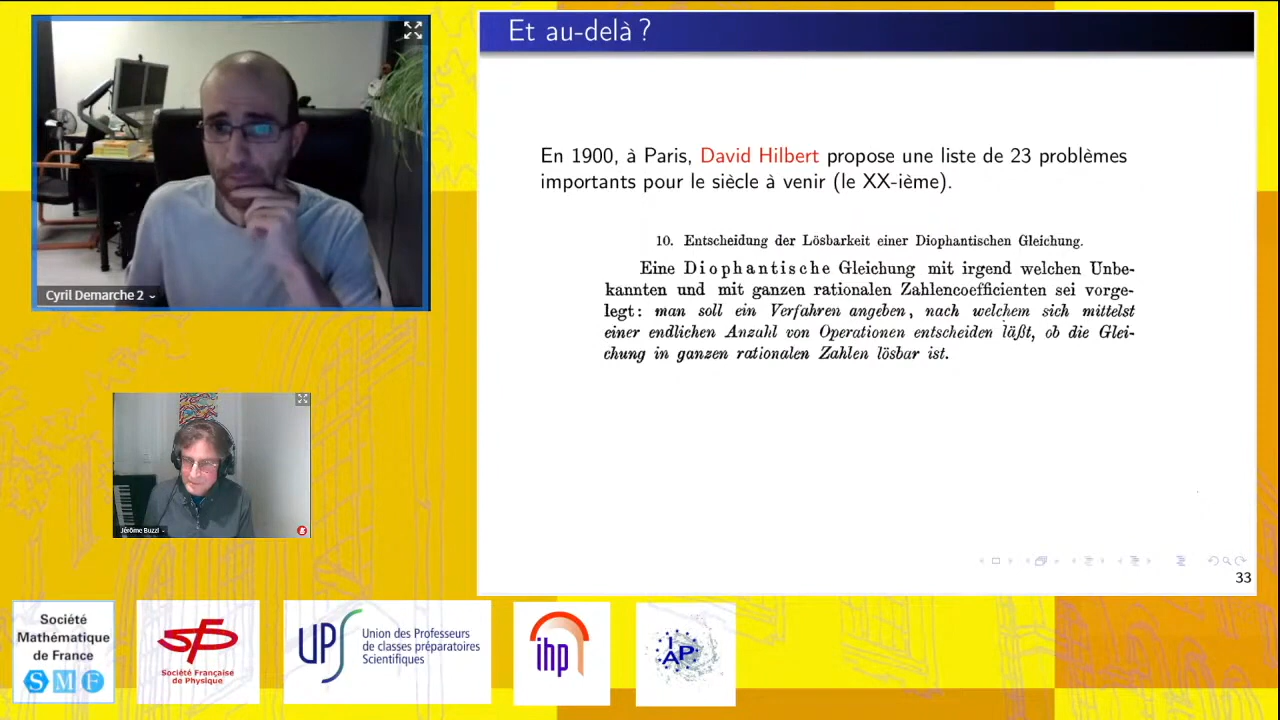 Et au-delà ?
En 1900, à Paris, David Hilbert propose une liste de 23 problèmes
importants pour le siècle à venir (le XX-ième).
10. Entscheidung der Lösbarkeit einer Diophantischen Gleichung.
Eine Diophantische Gleichung mit irgend welchen Unbe-
kannten und mit ganzen rationalen Zahlencoefficienten sei vorge-
legt: man soll ein Verfahren angeben, nach welchem sich mittelst
einer endlichen Anzahl von Operationen entscheiden läßt, ob die Glei-
chung in ganzen rationalen Zahlen lösbar ist.
33
Cyril Demarche 2
Jérôme Buzzi
Société
Mathématique
de France
S M F
sfp
Société Française
de Physique
UPS
Union des Professeurs
de classes préparatoires
Scientifiques
ihp
IAP